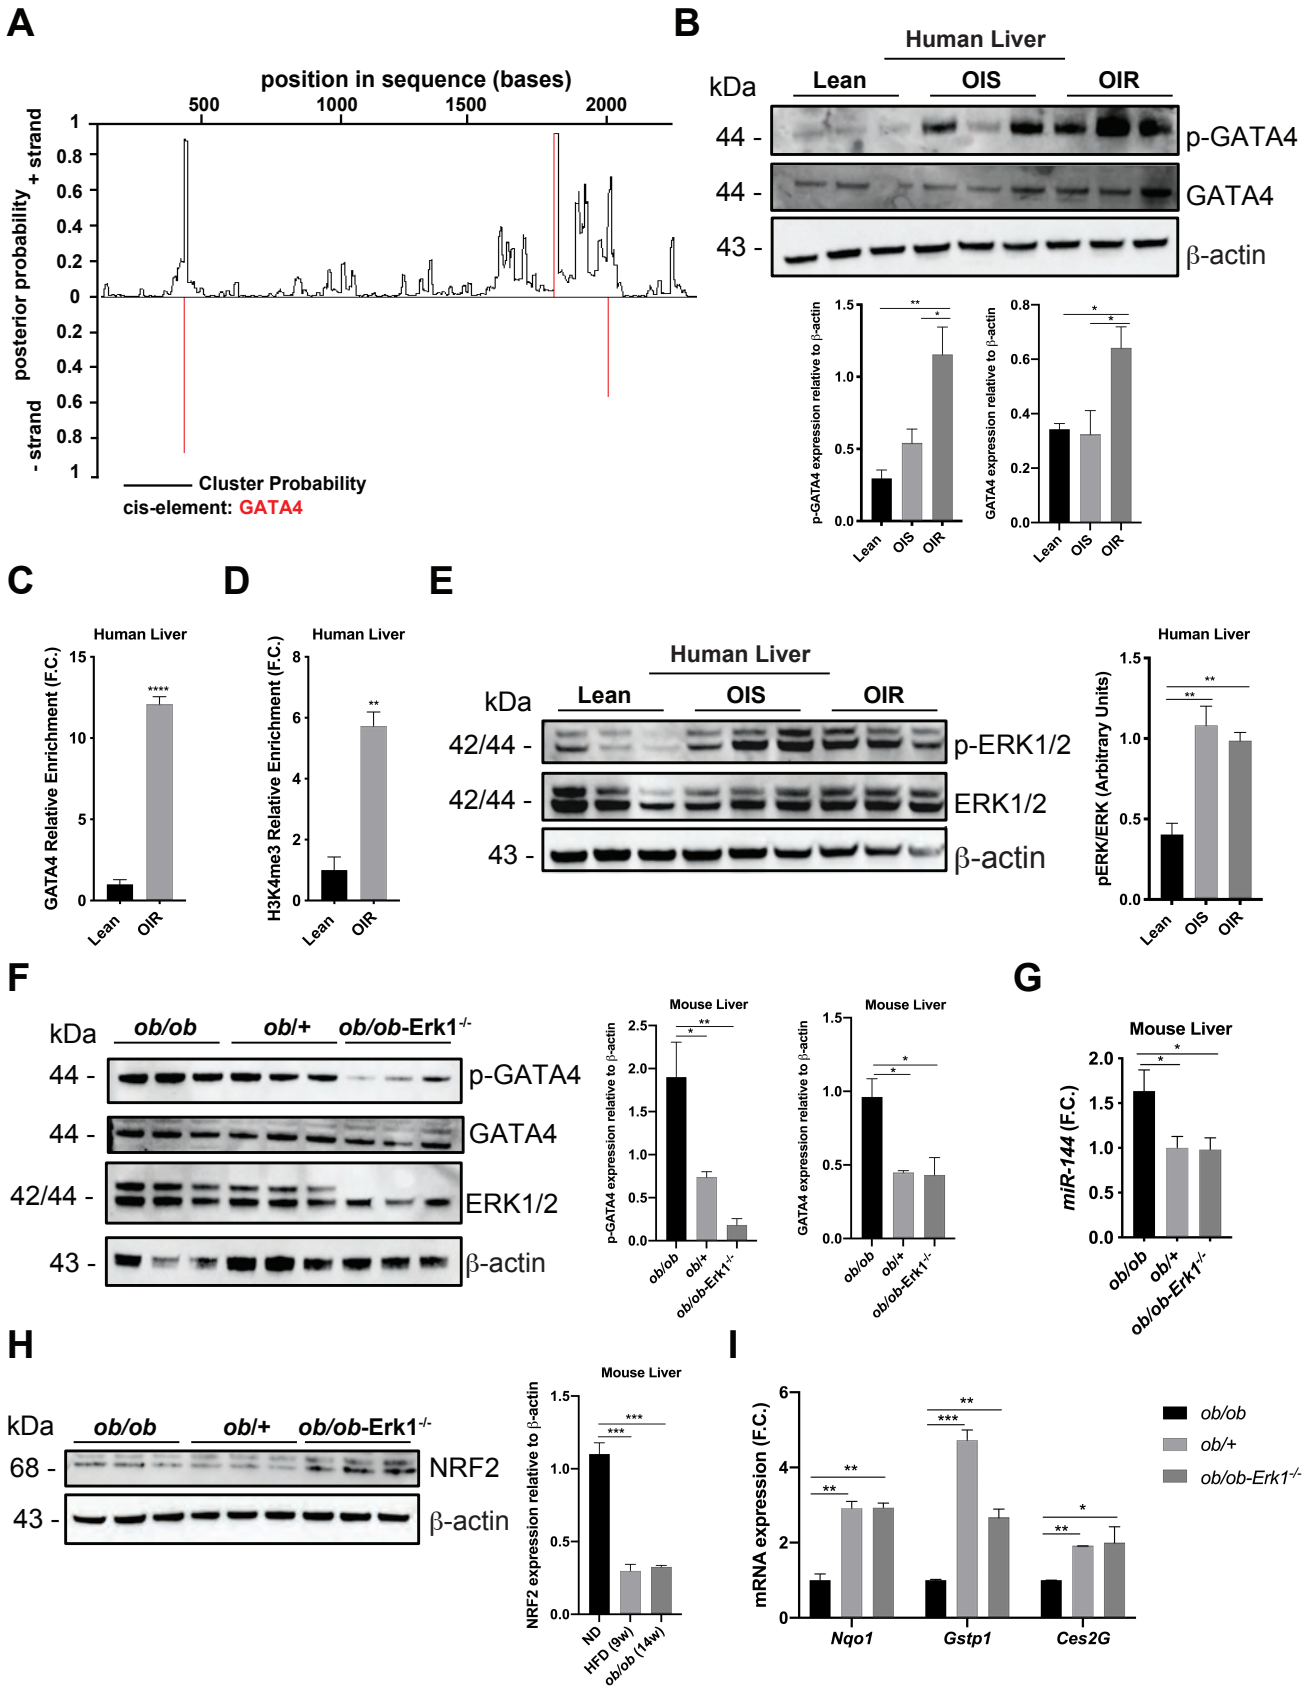 A
position in sequence (bases)
500 1000 1500 2000
1
0.8
0.6
0.4
0.2
0
0.2
0.4
0.6
0.8
1
posterior probability
+ strand
- strand
Cluster Probability
cis-element: GATA4
B
Human Liver
kDa Lean OIS OIR
44 - p-GATA4
44 - GATA4
43 - β-actin
p-GATA4 expression relative to β-actin
1.5
1.0
0.5
0.0
** *
Lean OIS OIR
GATA4 expression relative to β-actin
0.8
0.6
0.4
0.2
0.0
* *
Lean OIS OIR
C
Human Liver
GATA4 Relative Enrichment (F.C.)
15
10
5
0
****
Lean OIR
D
Human Liver
H3K4me3 Relative Enrichment (F.C.)
8
6
4
2
0
**
Lean OIR
E
Human Liver
kDa Lean OIS OIR
42/44 - p-ERK1/2
42/44 - ERK1/2
43 - β-actin
Human Liver
pERK/ERK (Arbitrary Units)
1.5
1.0
0.5
0.0
** **
Lean OIS OIR
F
kDa ob/ob ob/+ ob/ob-Erk1-/-
44 - p-GATA4
44 - GATA4
42/44 - ERK1/2
43 - β-actin
Mouse Liver
p-GATA4 expression relative to β-actin
2.5
2.0
1.5
1.0
0.5
0.0
** *
ob/ob ob/+ ob/ob-Erk1-/-
Mouse Liver
GATA4 expression relative to β-actin
1.5
1.0
0.5
0.0
* *
ob/ob ob/+ ob/ob-Erk1-/-
G
Mouse Liver
miR-144 (F.C.)
2.0
1.5
1.0
0.5
0.0
* *
ob/ob ob/+ ob/ob-Erk1-/-
H
kDa ob/ob ob/+ ob/ob-Erk1-/-
68 - NRF2
43 - β-actin
Mouse Liver
NRF2 expression relative to β-actin
1.5
1.0
0.5
0.0
*** ***
ND HFD (9w) ob/ob (14w)
I
mRNA expression (F.C.)
6
4
2
0
** **
** ***
* **
Nqo1 Gstp1 Ces2G
ob/ob
ob/+
ob/ob-Erk1-/-